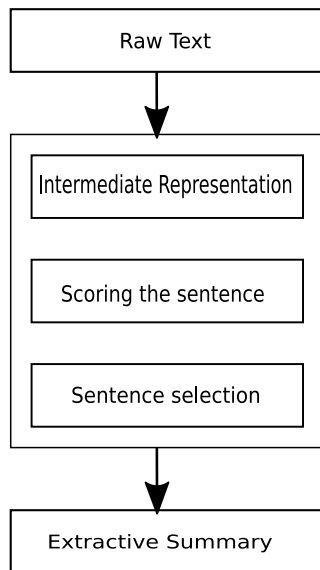 Raw Text
Intermediate Representation
Scoring the sentence
Sentence selection
Extractive Summary